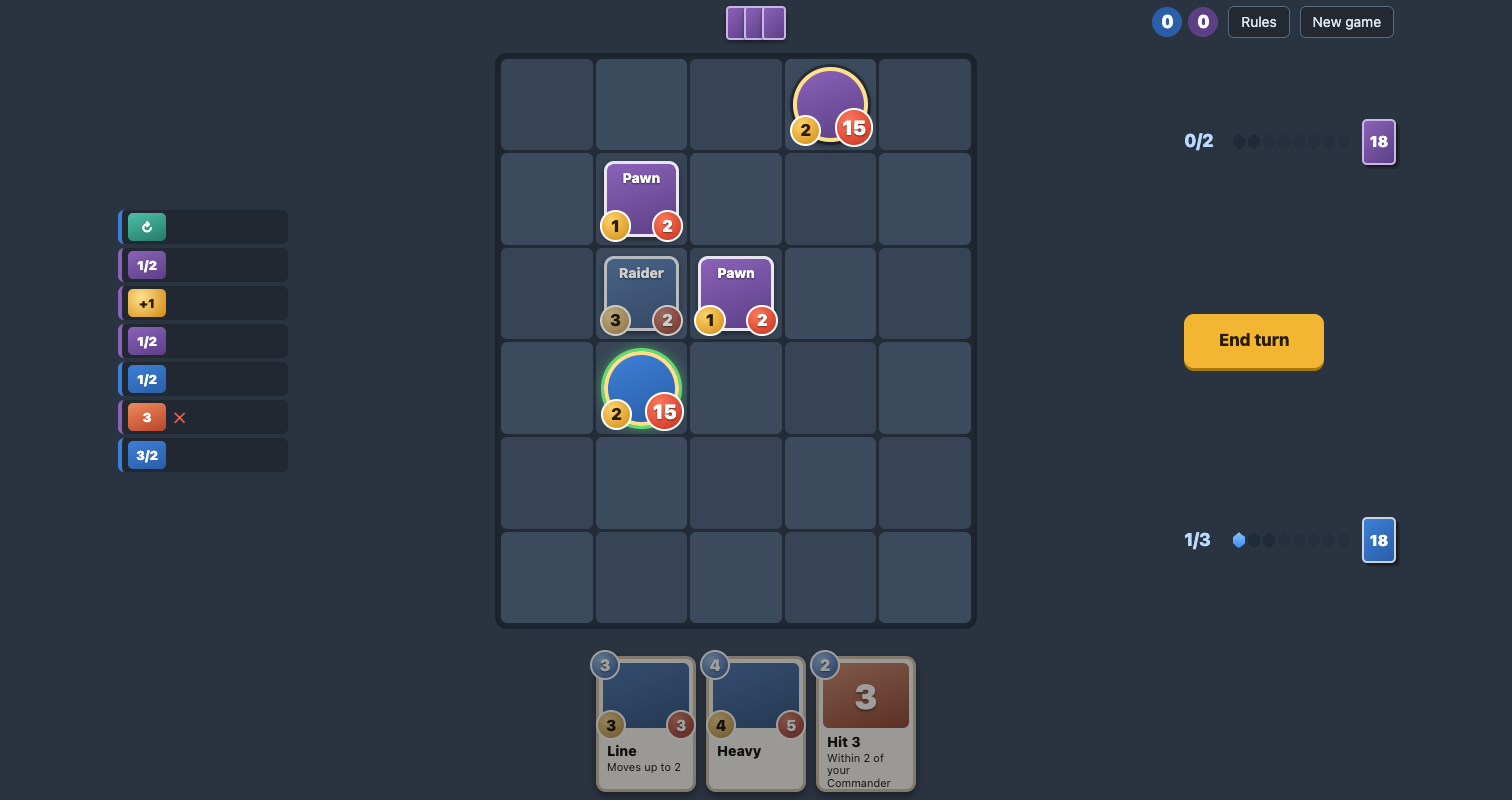 0
0
Rules
New game
2
15
0/2
18
Pawn
1
2
1/2
+1
1/2
1/2
3
3/2
Raider
3
2
Pawn
1
2
End turn
2
15
1/3
18
3
3
3
Line
Moves up to 2
4
4
5
Heavy
2
3
Hit 3
Within 2 of
your
Commander